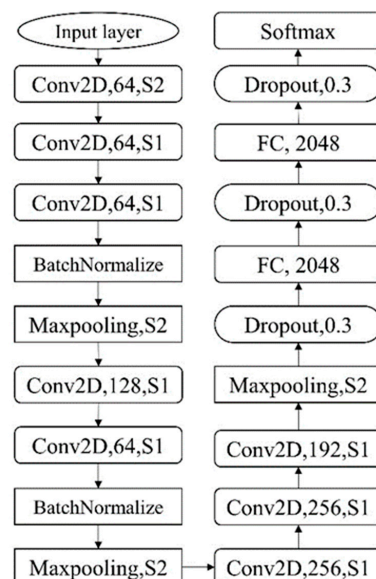 Input layer
Conv2D,64,S2
Conv2D,64,S1
Conv2D,64,S1
BatchNormalize
Maxpooling,S2
Conv2D,128,S1
Conv2D,64,S1
BatchNormalize
Maxpooling,S2
Conv2D,256,S1
Conv2D,256,S1
Conv2D,192,S1
Maxpooling,S2
Dropout,0.3
FC, 2048
Dropout,0.3
FC, 2048
Dropout,0.3
Softmax